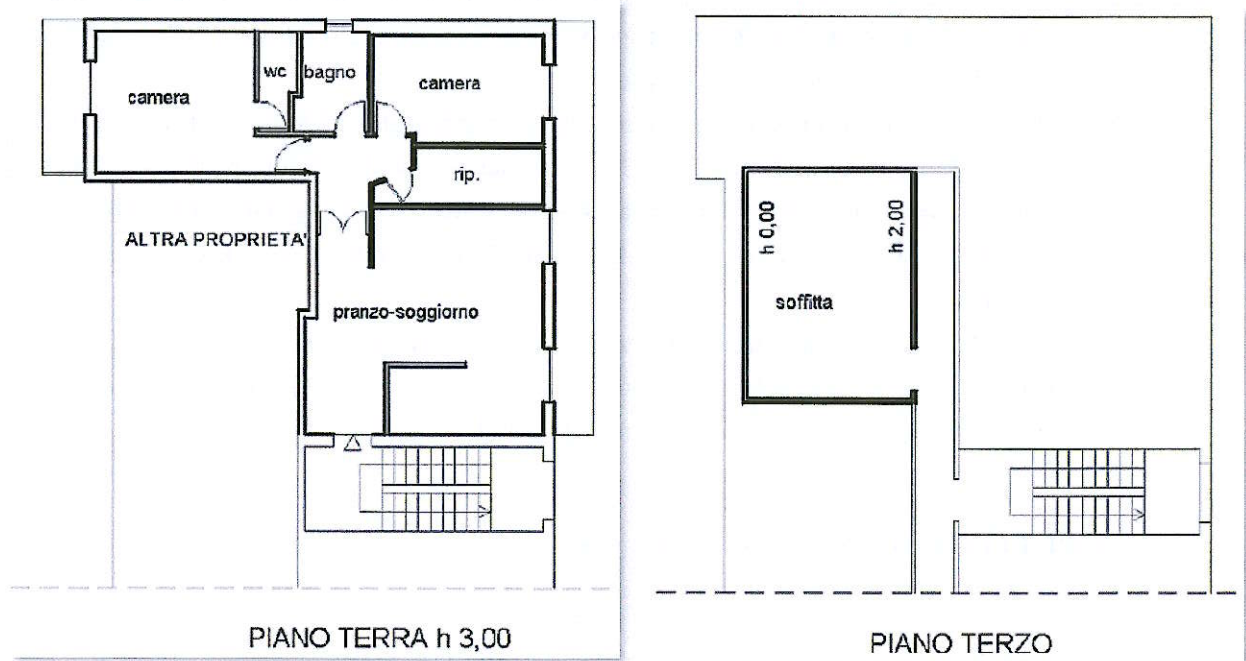 camera
wc
bagno
camera
rip.
ALTRA PROPRIETA'
pranzo-soggiorno
PIANO TERRA h 3,00
h 0,00
h 2,00
soffitta
PIANO TERZO